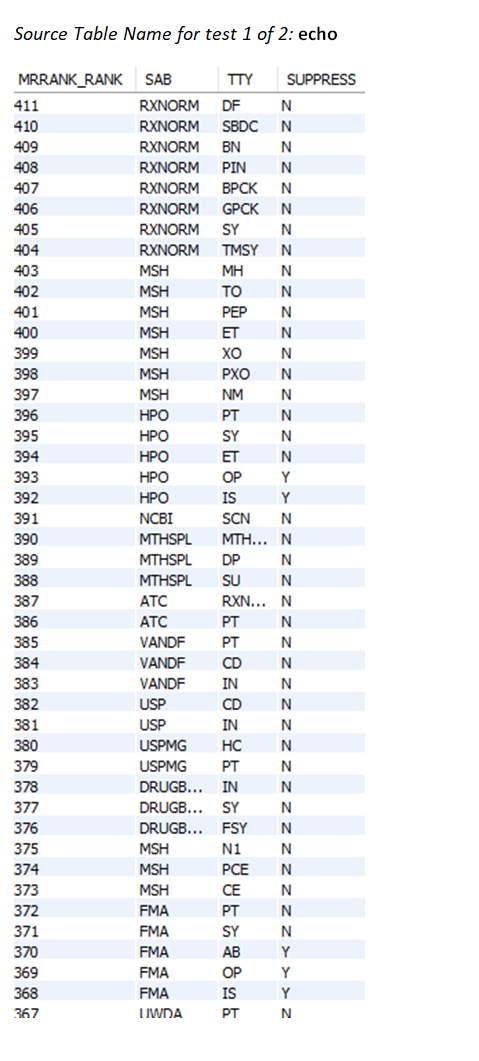 Source Table Name for test 1 of 2: echo
MRRANK_RANK SAB TTY SUPPRESS
411 RXNORM DF N
410 RXNORM SBDC N
409 RXNORM BN N
408 RXNORM PIN N
407 RXNORM BPCK N
406 RXNORM GPCK N
405 RXNORM SY N
404 RXNORM TMSY N
403 MSH MH N
402 MSH TO N
401 MSH PEP N
400 MSH ET N
399 MSH XO N
398 MSH PXO N
397 MSH NM N
396 HPO PT N
395 HPO SY N
394 HPO ET N
393 HPO OP Y
392 HPO IS Y
391 NCBI SCN N
390 MTHSPL MTH... N
389 MTHSPL DP N
388 MTHSPL SU N
387 ATC RXN... N
386 ATC PT N
385 VANDF PT N
384 VANDF CD N
383 VANDF IN N
382 USP CD N
381 USP IN N
380 USPMG HC N
379 USPMG PT N
378 DRUGB... IN N
377 DRUGB... SY N
376 DRUGB... FSY N
375 MSH N1 N
374 MSH PCE N
373 MSH CE N
372 FMA PT N
371 FMA SY N
370 FMA AB Y
369 FMA OP Y
368 FMA IS Y
367 UWDA PT N